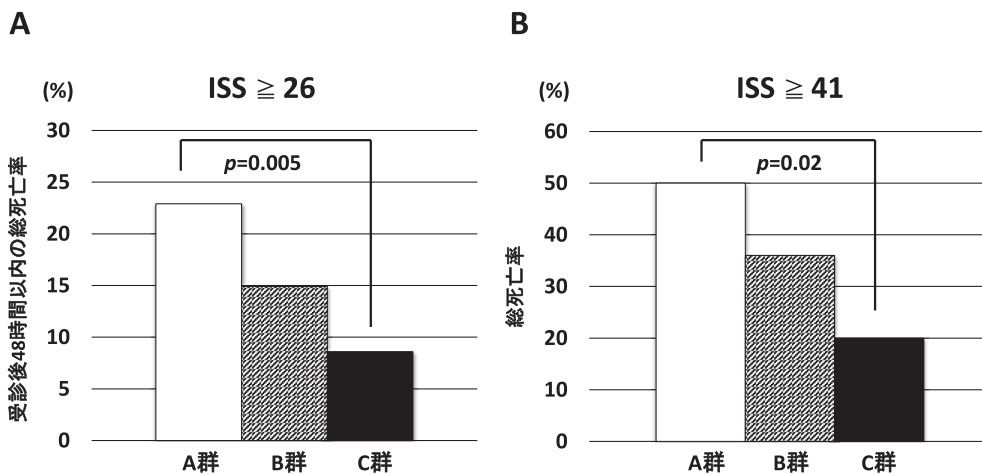 A
ISS ≧ 26
(%)
30
25
20
15
10
5
0
受診後48時間以内の総死亡率
p=0.005
A群
B群
C群
B
ISS ≧ 41
(%)
60
50
40
30
20
10
0
総死亡率
p=0.02
A群
B群
C群